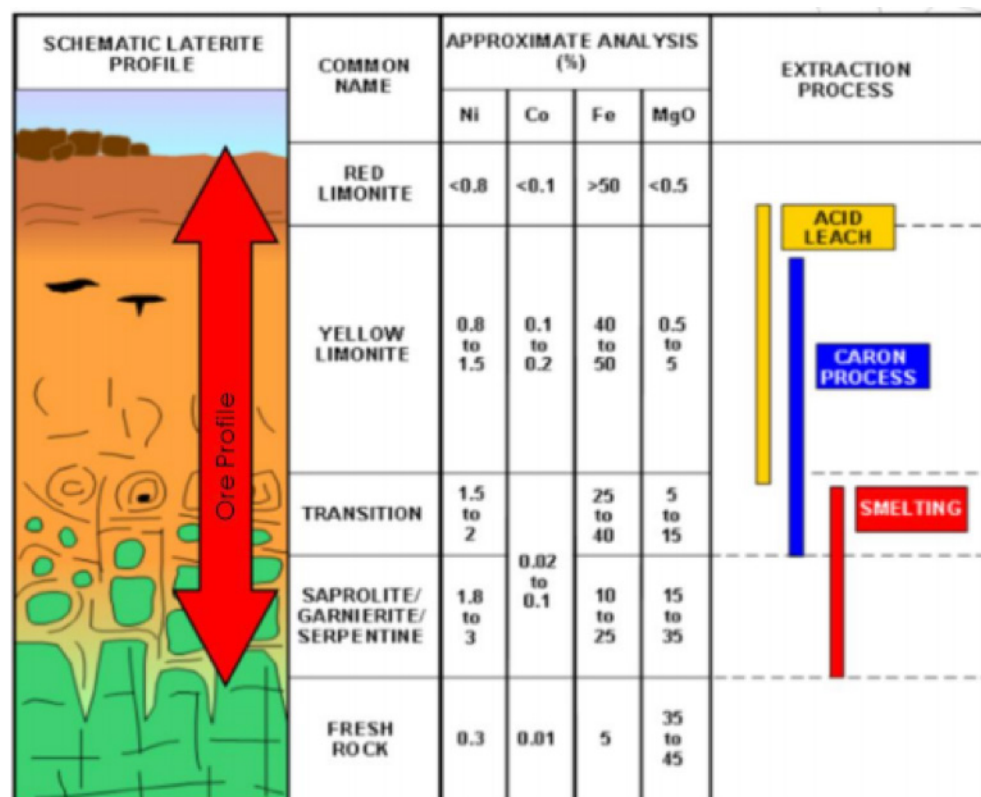 SCHEMATIC LATERITE
PROFILE
COMMON
NAME
APPROXIMATE ANALYSIS
(%)
Ni
Co
Fe
MgO
EXTRACTION
PROCESS
RED
LIMONITE
<0.8
<0.1
>50
<0.5
YELLOW
LIMONITE
0.8
to
1.5
0.1
to
0.2
40
to
50
0.5
to
5
TRANSITION
1.5
to
2
0.02
to
0.1
25
to
40
5
to
15
SAPROLITE/
GARNIERITE/
SERPENTINE
1.8
to
3
10
to
25
15
to
35
FRESH
ROCK
0.3
0.01
5
35
to
45
Ore Profile
ACID
LEACH
CARON
PROCESS
SMELTING